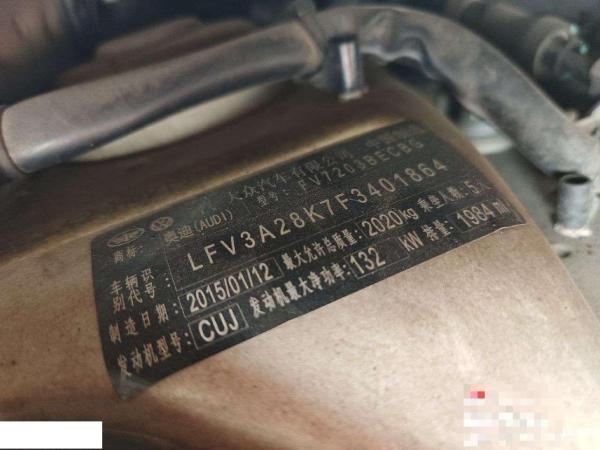 大众汽车有限公司
型号: FV7203BECBG
商标: 奥迪(AUDI)
车辆识别代号: LFV3A28K7F3401864
制造日期: 2015/01/12 最大允许总质量: 2020kg 乘坐人数: 5人
发动机型号: CUJ 发动机最大净功率: 132 kW 排量: 1984 ml